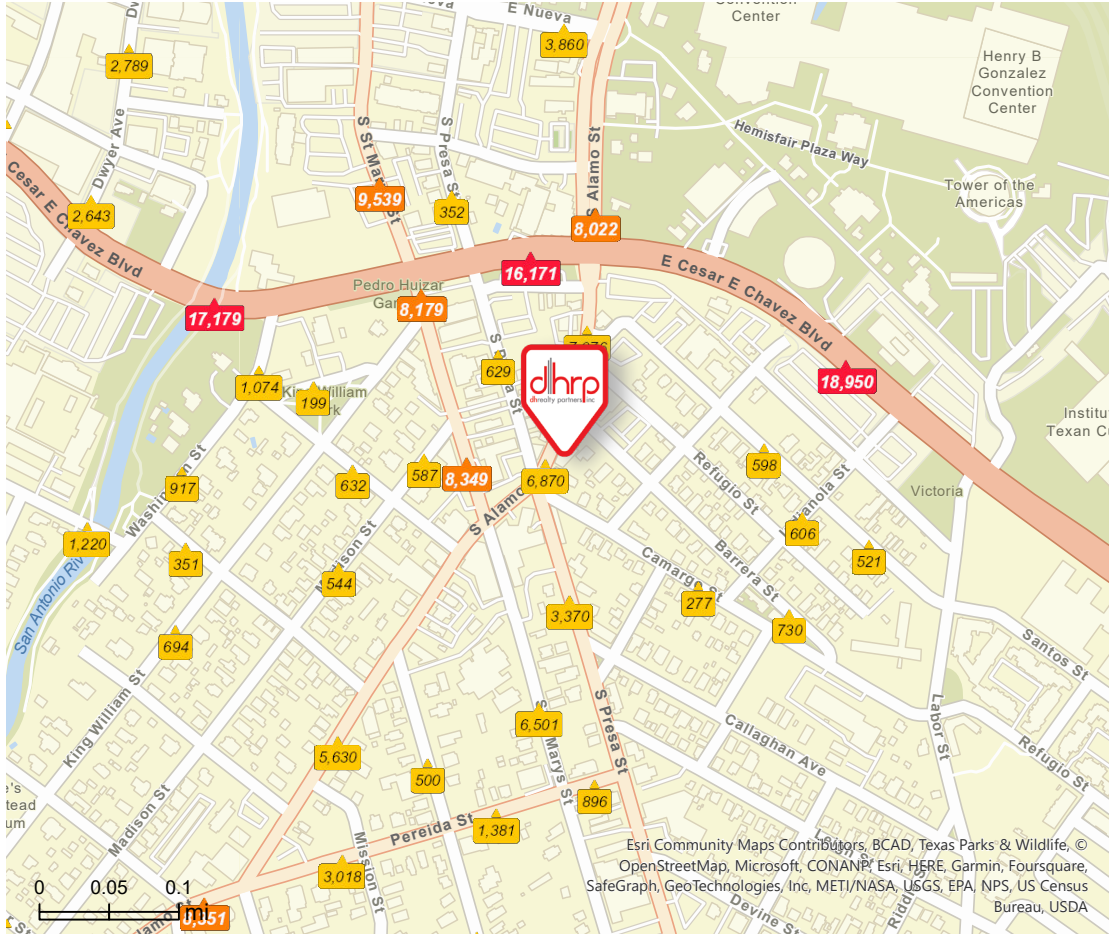 Convention
Center
E Nueva
3,860
2,789
Henry B
Gonzalez
Convention
Center
Dwyer Ave
S Presa St
S Alamo St
Hemisfair Plaza Way
9,539
352
2,643
8,022
Tower of the
Americas
Cesar E Chavez Blvd
16,171
E Cesar E Chavez Blvd
Pedro Huizar
8,179
17,179
629
dhrp
dhrealty partners inc
1,074
199
18,950
Texan
598
Refugio St
587
8,349
6,870
632
917
Victoria
S Alamo
1,220
606
521
351
Barrera St
Camargo St
544
277
San Antonio
3,370
730
694
Santos St
King William St
S Presa St
Labor St
6,501
Callaghan Ave
5,630
Refugio St
500
896
Marys St
Madison St
Pereida St
1,381
3,018
Mission St
Devine St
0 0.05 0.1
mi
Esri Community Maps Contributors, BCAD, Texas Parks & Wildlife, ©
OpenStreetMap, Microsoft, CONANP, Esri, HERE, Garmin, Foursquare,
SafeGraph, GeoTechnologies, Inc, METI/NASA, USGS, EPA, NPS, US Census
Bureau, USDA